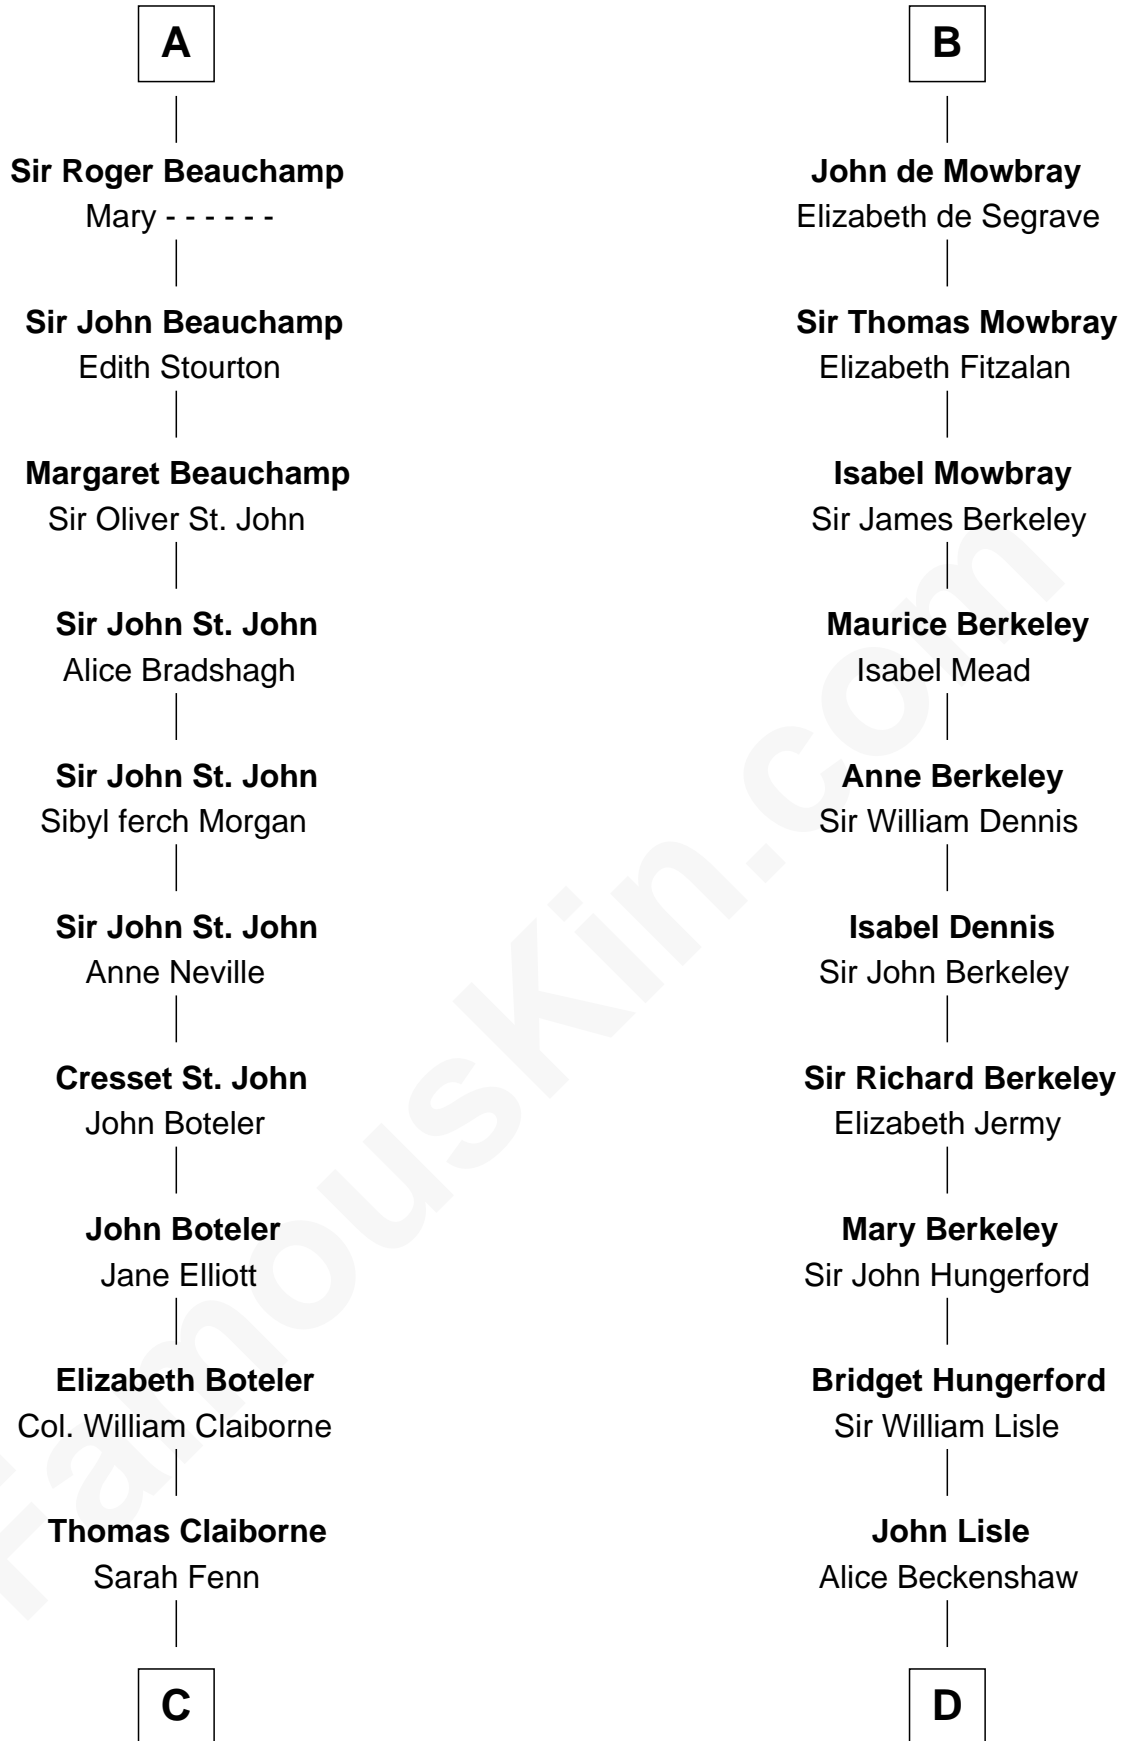 A
Sir Roger Beauchamp
Mary - - - - - -
Sir John Beauchamp
Edith Stourton
Margaret Beauchamp
Sir Oliver St. John
Sir John St. John
Alice Bradshagh
Sir John St. John
Sibyl ferch Morgan
Sir John St. John
Anne Neville
Cresset St. John
John Boteler
John Boteler
Jane Elliott
Elizabeth Boteler
Col. William Claiborne
Thomas Claiborne
Sarah Fenn
C
B
John de Mowbray
Elizabeth de Segrave
Sir Thomas Mowbray
Elizabeth Fitzalan
Isabel Mowbray
Sir James Berkeley
Maurice Berkeley
Isabel Mead
Anne Berkeley
Sir William Dennis
Isabel Dennis
Sir John Berkeley
Sir Richard Berkeley
Elizabeth Jermy
Mary Berkeley
Sir John Hungerford
Bridget Hungerford
Sir William Lisle
John Lisle
Alice Beckenshaw
D
FamousKin.com